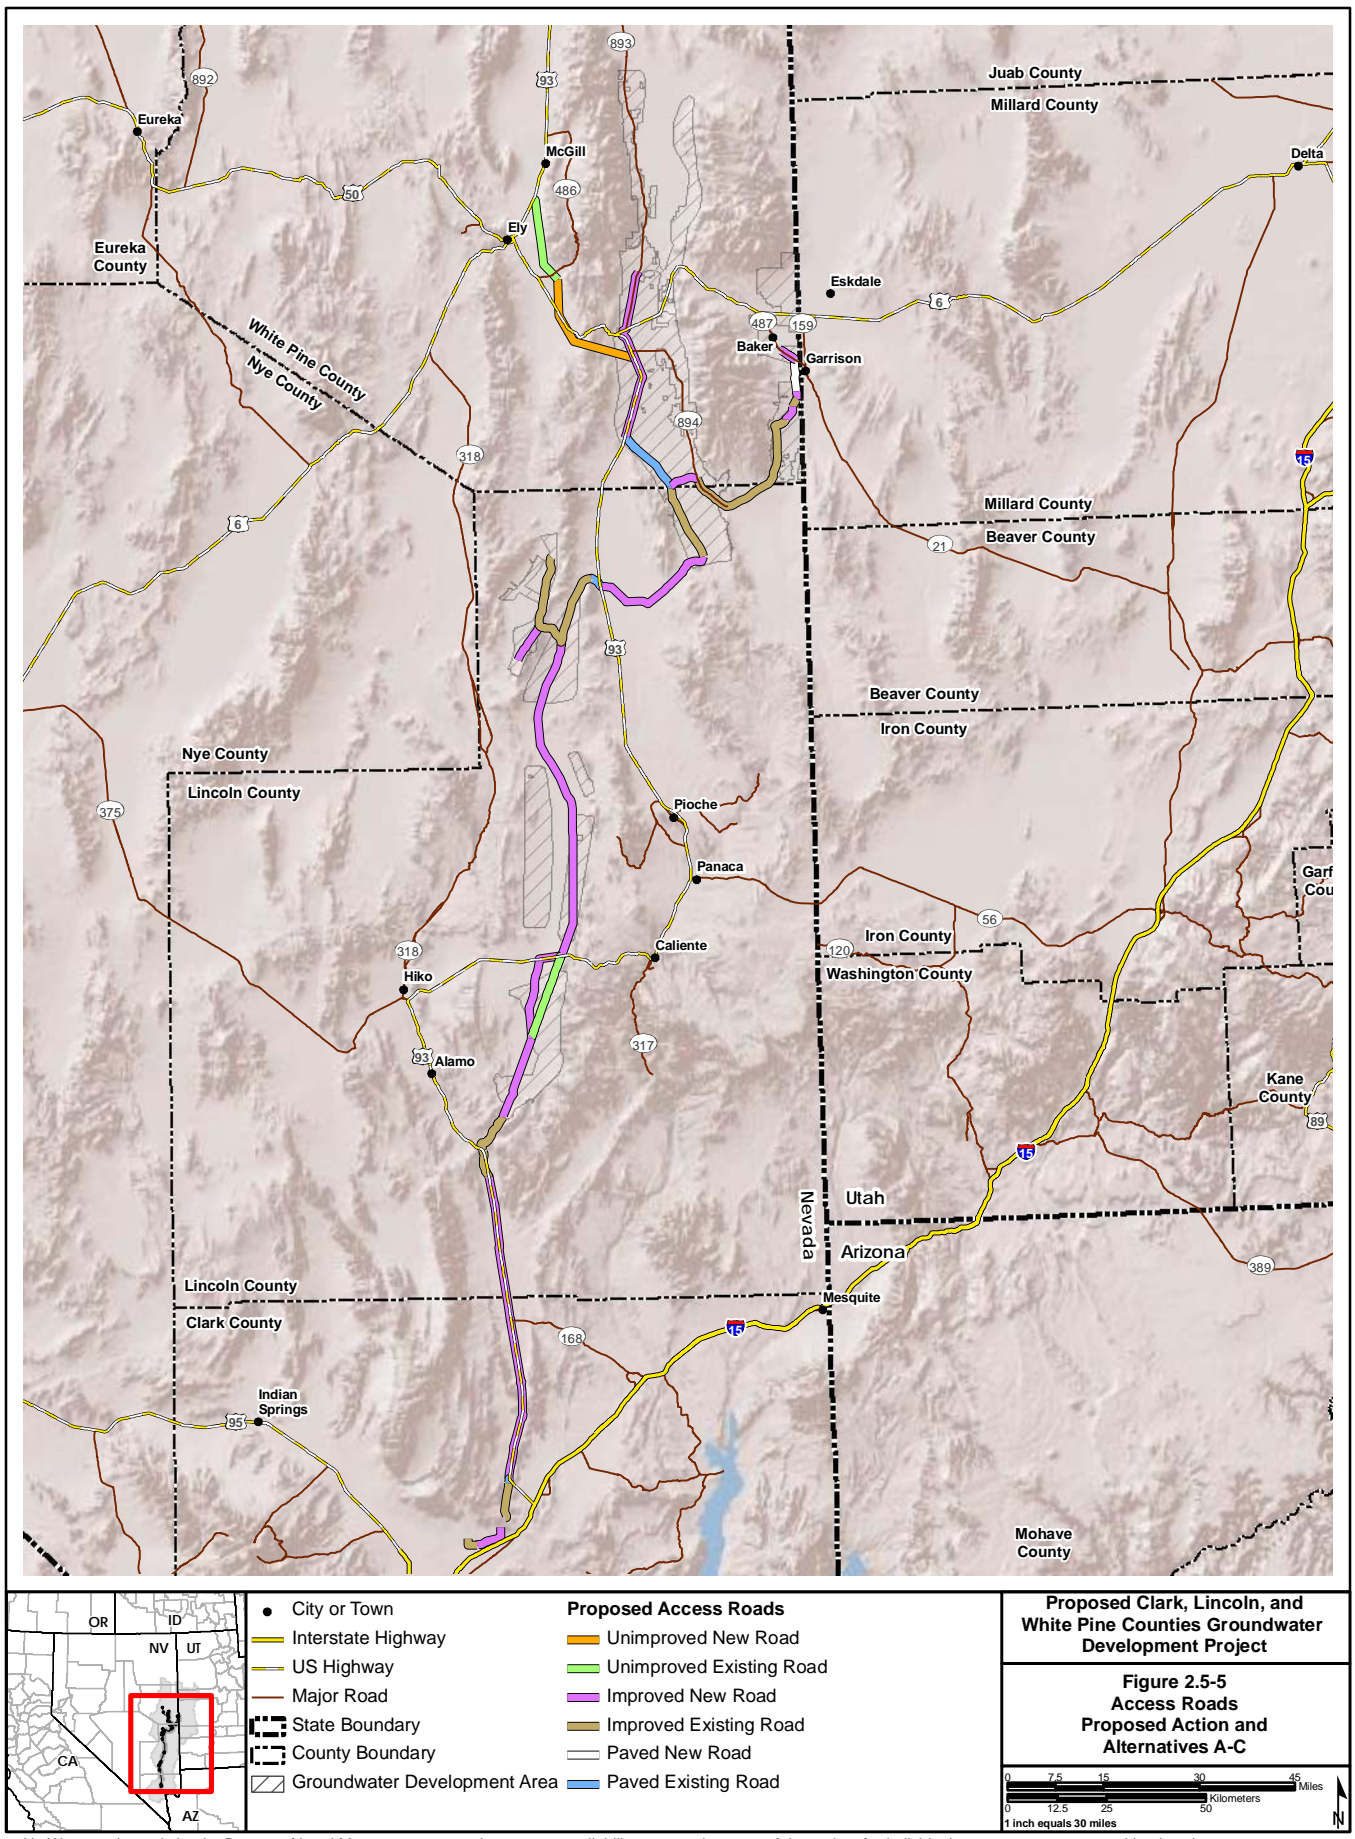 893
892
93
Juab County
Millard County
Eureka
McGill
Delta
486
50
Ely
Eureka
County
Eskdale
6
487
159
White Pine County
Nye County
Baker
Garrison
894
318
15
6
Millard County
Beaver County
21
93
Beaver County
Iron County
Nye County
Lincoln County
375
Pioche
Panaca
Garf
Cou
56
318
Caliente
Iron County
120
Washington County
Hiko
317
93
Alamo
Kane
County
89
15
Nevada
Utah
Arizona
389
Lincoln County
Clark County
Mesquite
15
168
Indian
Springs
95
Mohave
County
OR
ID
NV
UT
CA
AZ
City or Town
Interstate Highway
US Highway
Major Road
State Boundary
County Boundary
Groundwater Development Area
Proposed Access Roads
Unimproved New Road
Unimproved Existing Road
Improved New Road
Improved Existing Road
Paved New Road
Paved Existing Road
Proposed Clark, Lincoln, and
White Pine Counties Groundwater
Development Project
Figure 2.5-5
Access Roads
Proposed Action and
Alternatives A-C
0 7.5 15 30 45
Miles
Kilometers
0 12.5 25 50
1 inch equals 30 miles
N